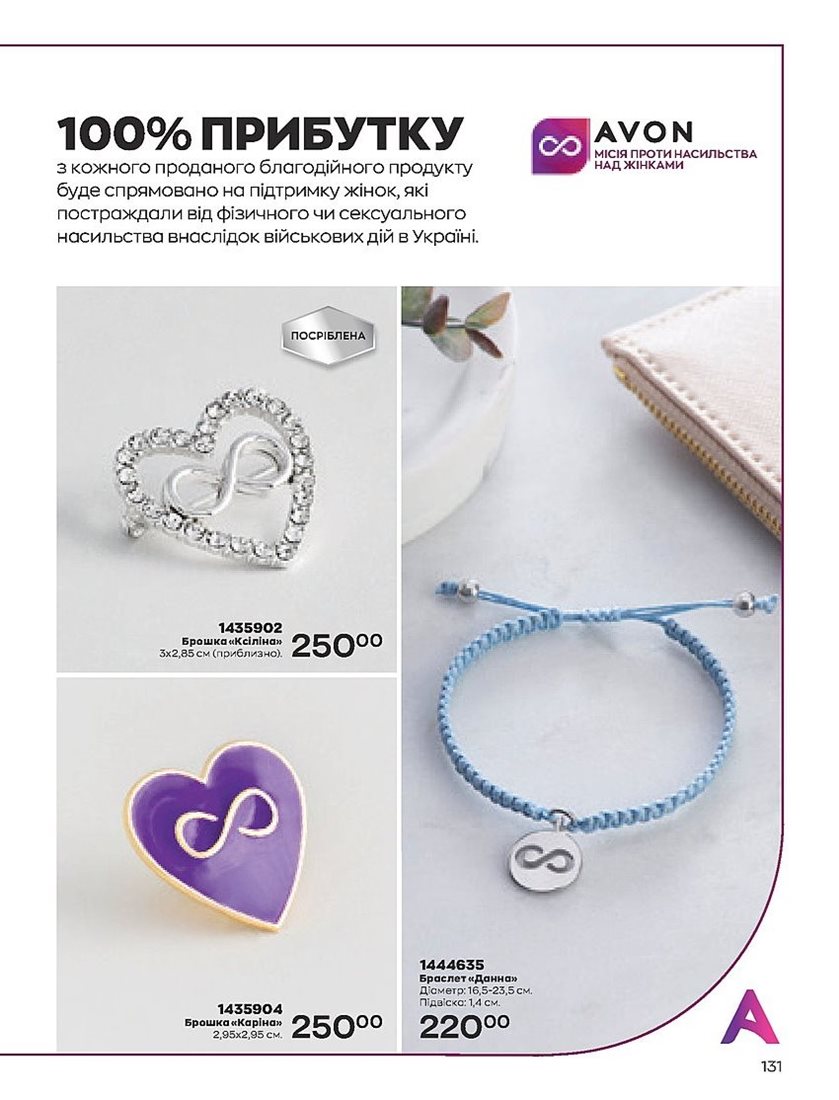 100% ПРИБУТКУ
з кожного проданого благодійного продукту
буде спрямовано на підтримку жінок, які
постраждали від фізичного чи сексуального
насильства внаслідок військових дій в Україні.
AVON
МІСІЯ ПРОТИ НАСИЛЬСТВА
НАД ЖІНКАМИ
ПОСРІБЛЕНА
1435902
Брошка «Ксіліна»
3х2,85 см (приблизно).
250⁰⁰
1435904
Брошка «Каріна»
2,95х2,95 см.
250⁰⁰
1444635
Браслет «Данна»
Діаметр: 16,5-23,5 см.
Підвіска: 1,4 см.
220⁰⁰
131